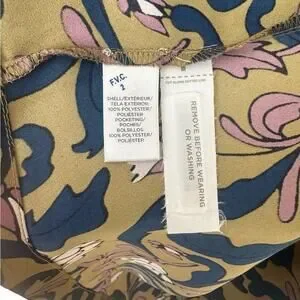 F.V.C.
2
SHELL/EXTÉRIEUR/
TELA EXTERIOR:
100% POLYESTER/
POLIÉSTER
POCKETING/
POCHES/
BOLSILLOS
100% POLYESTER/
POLIÉSTER
REMOVE BEFORE WEARING
OR WASHING